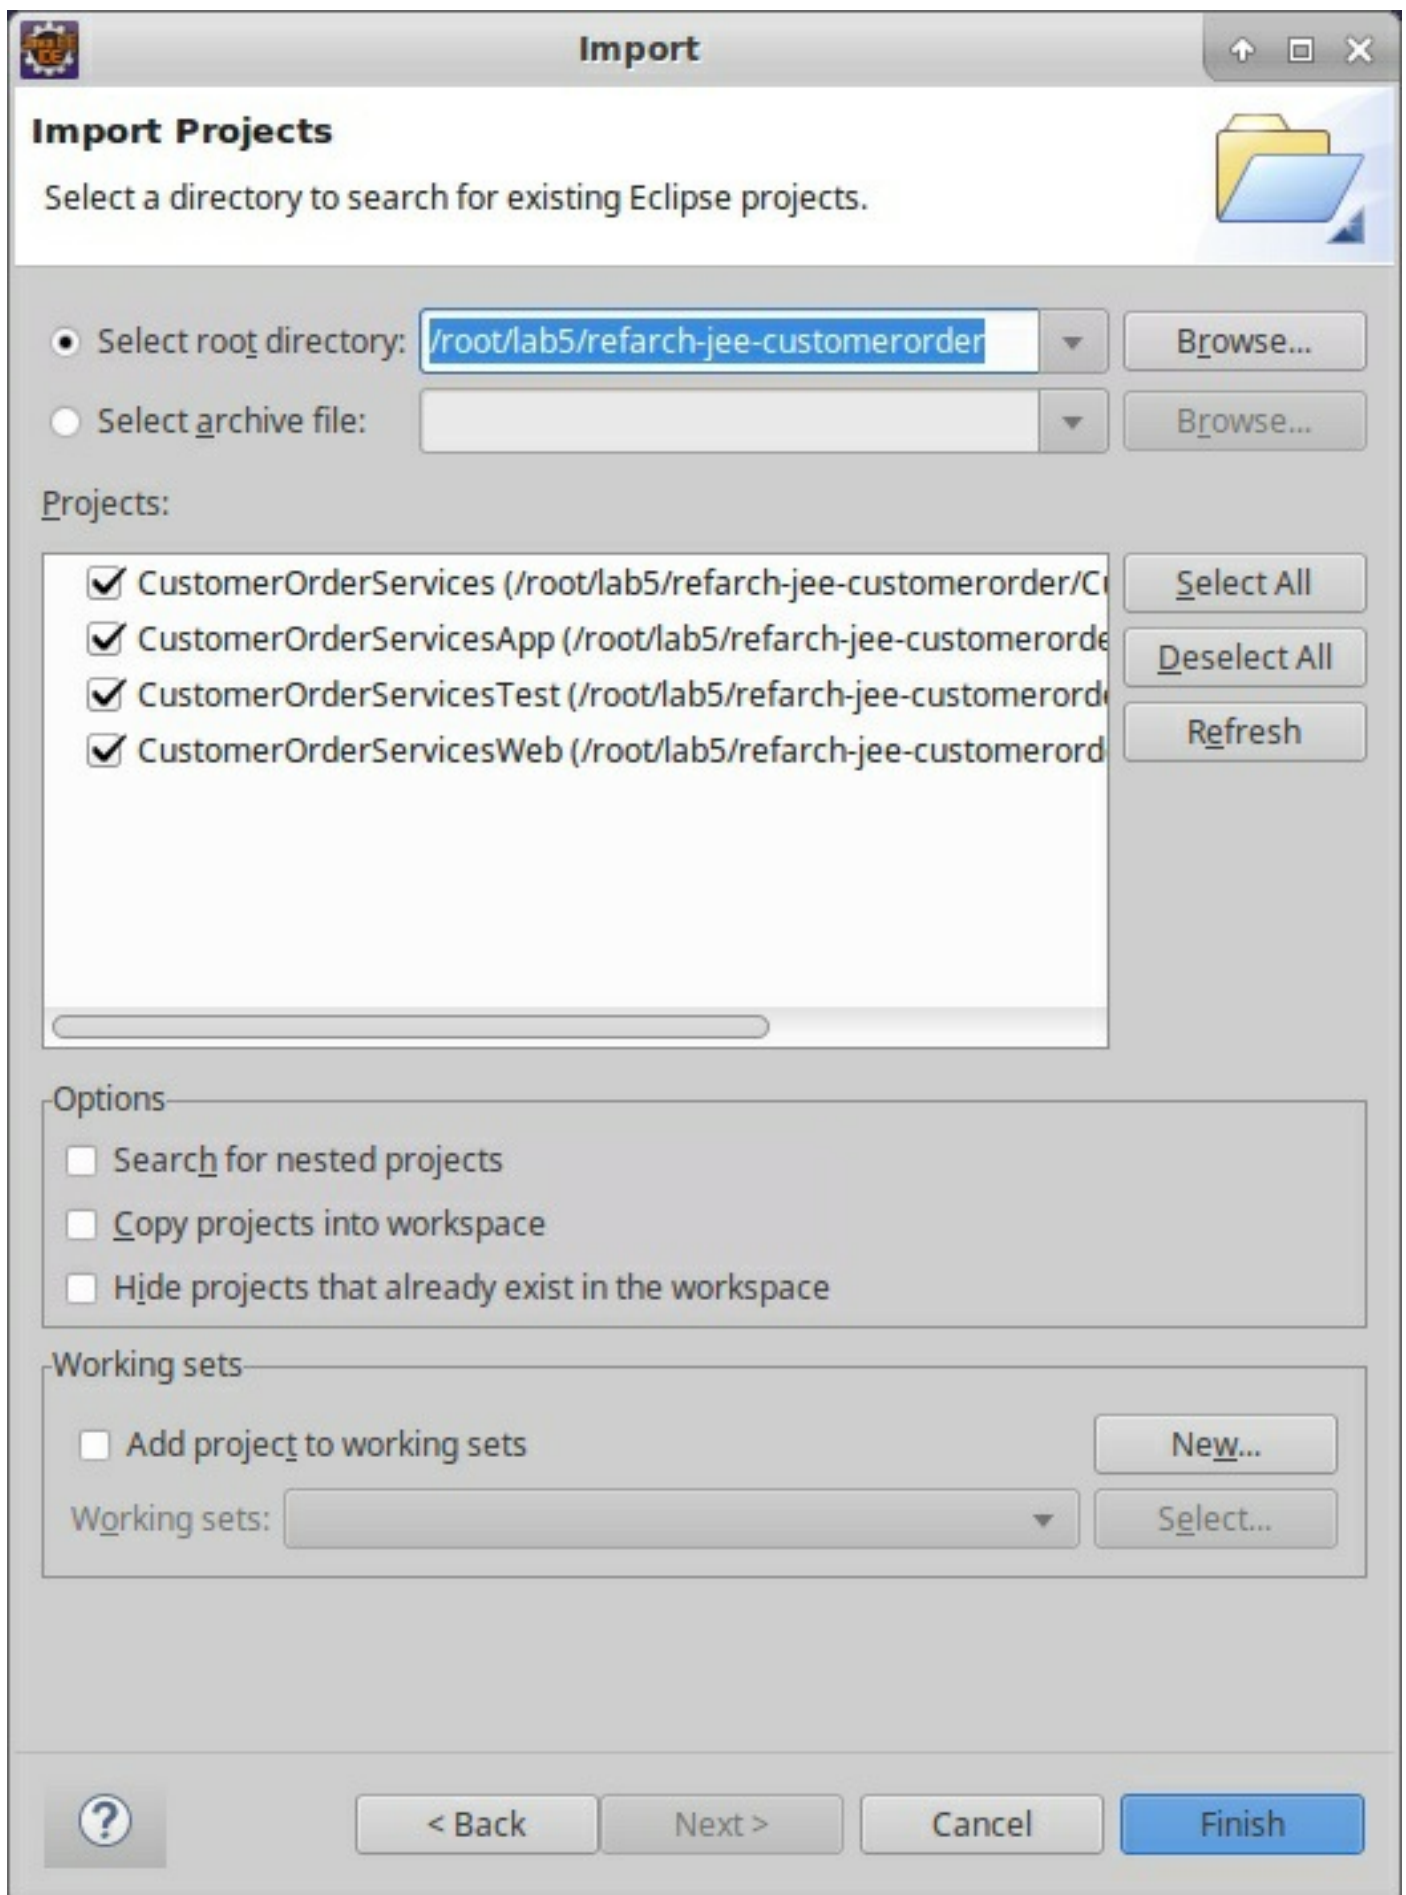 Import
Import Projects
Select a directory to search for existing Eclipse projects.
Select root directory: /root/lab5/refarch-jee-customerorder Browse...
Select archive file: Browse...
Projects:
CustomerOrderServices (/root/lab5/refarch-jee-customerorder/Cu Select All
CustomerOrderServicesApp (/root/lab5/refarch-jee-customerorde Deselect All
CustomerOrderServicesTest (/root/lab5/refarch-jee-customerorde
Refresh
CustomerOrderServicesWeb (/root/lab5/refarch-jee-customerord
Options
Search for nested projects
Copy projects into workspace
Hide projects that already exist in the workspace
Working sets
Add project to working sets New...
Working sets: Select...
? < Back Next > Cancel Finish